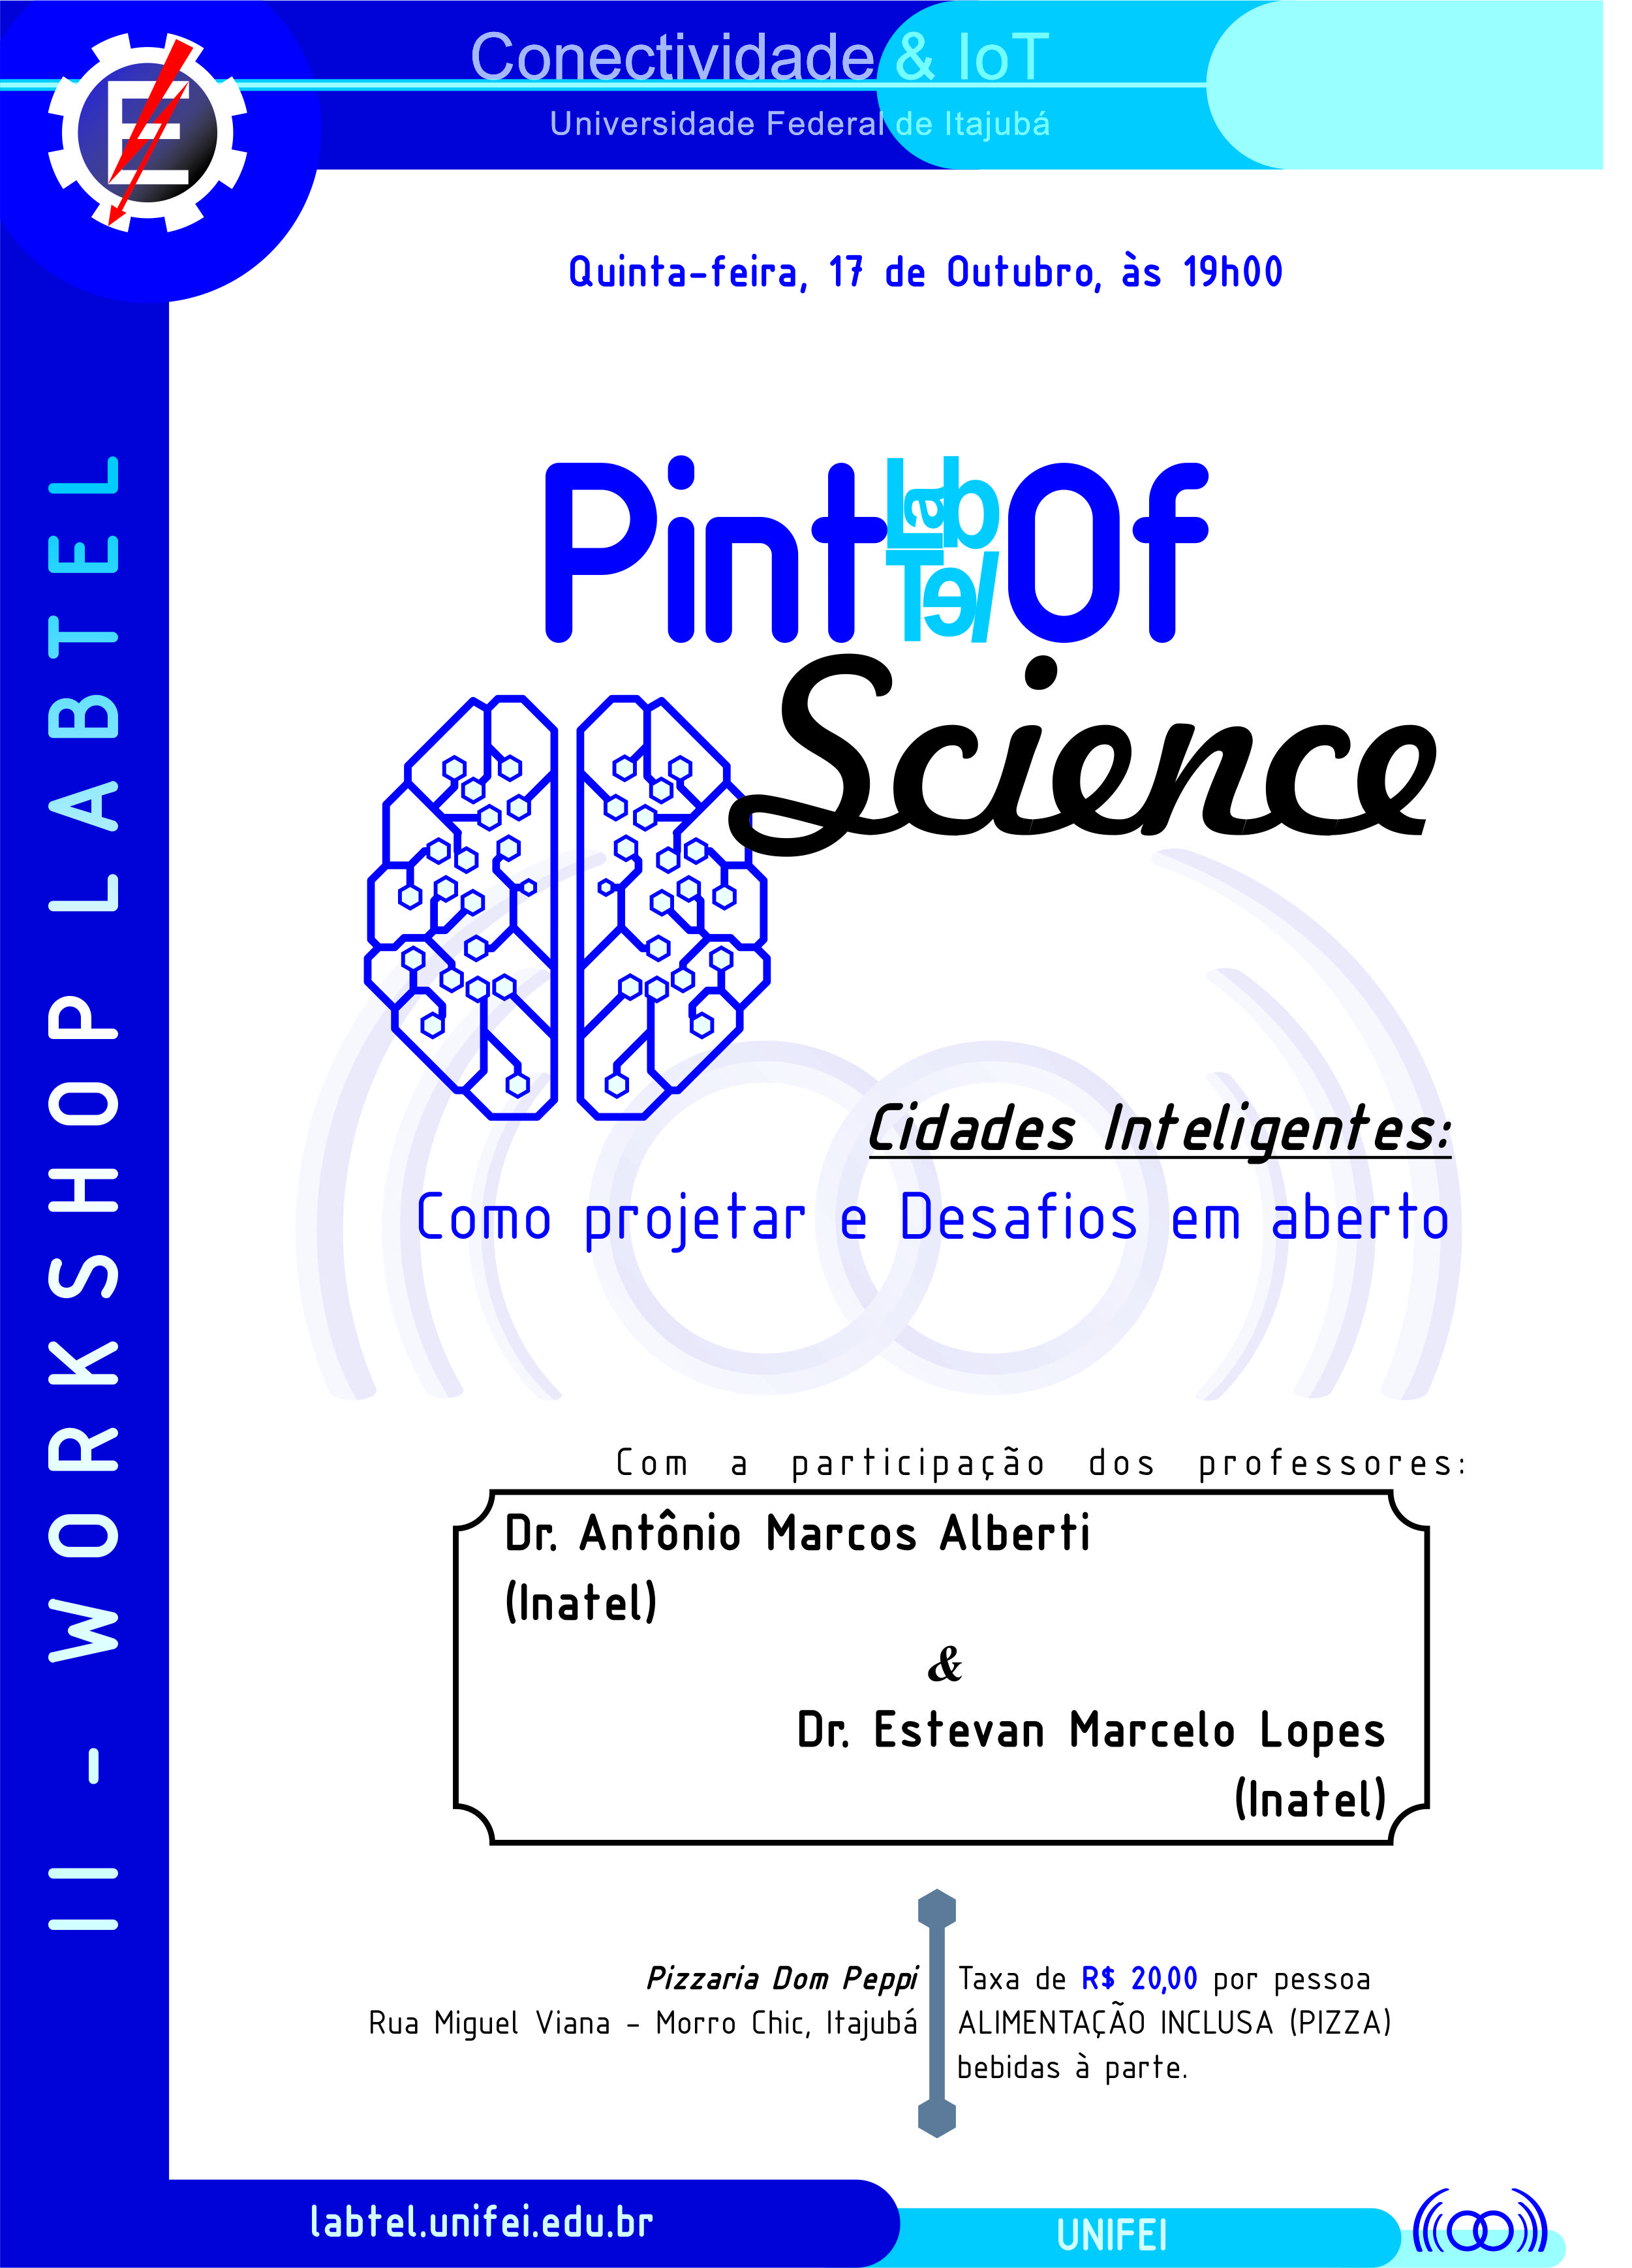 Conectividade & IoT
Universidade Federal de Itajubá
E
Quinta-feira, 17 de Outubro, às 19h00
II - WORKSHOP LABTEL
Pint LabTel Of
Science
Cidades Inteligentes:
Como projetar e Desafios em aberto
Com a participação dos professores:
Dr. Antônio Marcos Alberti
(Inatel)
&
Dr. Estevan Marcelo Lopes
(Inatel)
Pizzaria Dom Peppi
Rua Miguel Viana - Morro Chic, Itajubá
Taxa de R$ 20,00 por pessoa
ALIMENTAÇÃO INCLUSA (PIZZA)
bebidas à parte.
labtel.unifei.edu.br
UNIFEI